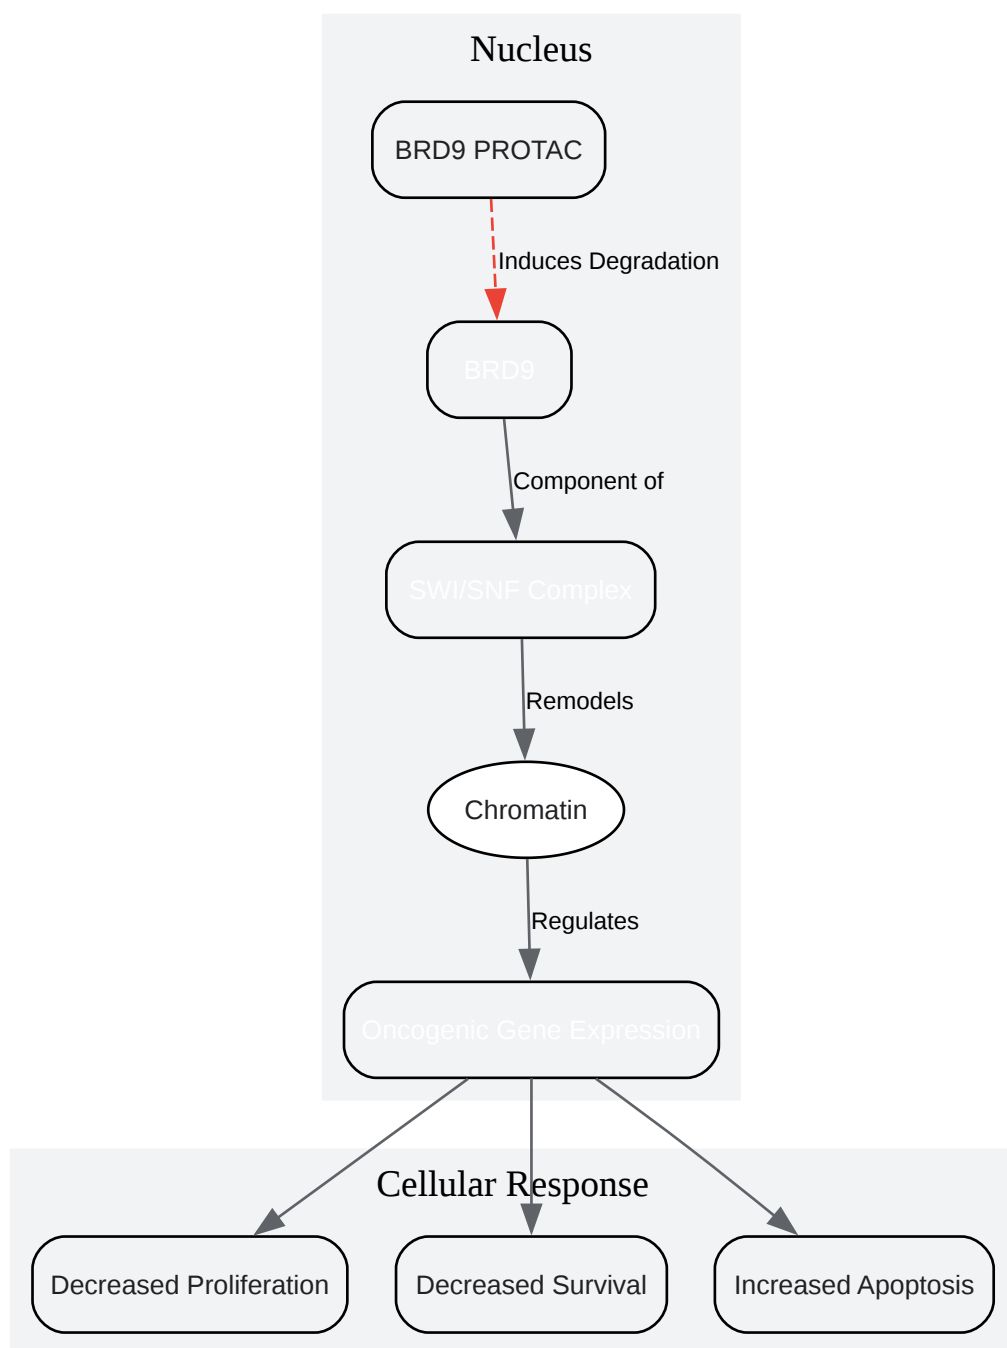 Nucleus
BRD9 PROTAC
Induces Degradation
BRD9
Component of
SWI/SNF Complex
Remodels
Chromatin
Regulates
Oncogenic Gene Expression
Cellular Response
Decreased Proliferation
Decreased Survival
Increased Apoptosis